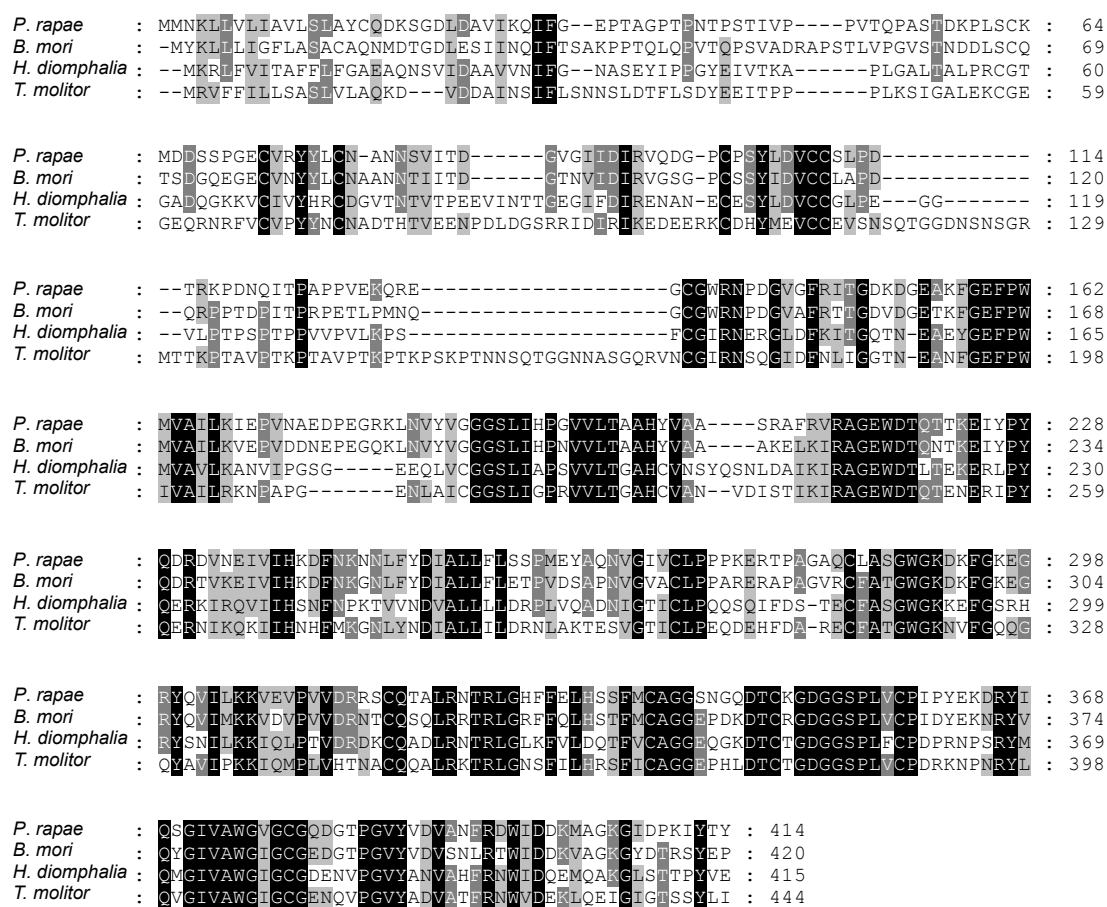 P. rapae : MMNKLLVLIAVLSLAYCQDKSGDLDAVIKQIFG--EPTAGPTPNTPSTIVP----PVTQPASTDKPLSCK : 64
B. mori : -MYKLLLIGFLASACAQNMDTGDLESIINQIFTSAKPPTQLQPVTQPSVADRAPSTLVPGVSTNDDLSCQ : 69
H. diomphalia : --MKRLFVITAFFLFGAEAQNSVIDAAVVNIFG--NASEYIPPGYEIVTKA------PLGALTALPRCGT : 60
T. molitor : --MRVFFILLSASLVLAQKD---VDDAINSIFLSNNSLDTFLSDYEEITPP------PLKSIGALEKCGE : 59
P. rapae : MDDSSPGECVRYYLCN-ANNSVITD------GVGIIDIRVQDG-PCPSYLDVCCSLPD------------ : 114
B. mori : TSDGQEGECVNYYLCNAANNTIITD------GTNVIDIRVGSG-PCSSYIDVCCLAPD------------ : 120
H. diomphalia : GADQGKKVCIVYHRCDGVTNTVTPEEVINTTGEGIFDIRENAN-ECESYLDVCCGLPE---GG------- : 119
T. molitor : GEQRNRFVCVPYYNCNADTHTVEENPDLDGSRRIDIRIKEDEERKCDHYMEVCCEVSNSQTGGDNSNSGR : 129
P. rapae : --TRKPDNQITPAPPVEKQRE--------------------GCGWRNPDGVGFRITGDKDGEAKFGEFPW : 162
B. mori : --QRPPTDPITPRPETLPMNQ--------------------GCGWRNPDGVAFRTTGDVDGETKFGEFPW : 168
H. diomphalia : --VLPTPSPTPPVVPVLKPS---------------------FCGIRNERGLDFKITGQTN-EAEYGEFPW : 165
T. molitor : MTTKPTAVPTKPTAVPTKPTKPSKPTNNSQTGGNNASGQRVNCGIRNSQGIDFNLIGGTN-EANFGEFPW : 198
P. rapae : MVAILKIEPVNAEDPEGRKLNVYVGGGSLIHPGVVLTAAHYVAA----SRAFRVRAGEWDTQTTKEIYPY : 228
B. mori : MVAILKVEPVDDNEPEGQKLNVYVGGGSLIHPNVVLTAAHYVAA----AKELKIRAGEWDTQNTKEIYPY : 234
H. diomphalia : MVAVLKANVIPGSG-----EEQLVCGGSLIAPSVVLTGAHCVNSYQSNLDAIKIRAGEWDTLTEKERLPY : 230
T. molitor : IVAILRKNPAPG-------ENLAICGGSLIGPRVVLTGAHCVAN--VDISTIKIRAGEWDTQTENERIPY : 259
P. rapae : QDRDVNEIVIHKDFNKNNLFYDIALLFLSSPMEYAQNVGIVCLPPPKERTPAGAQCLASGWGKDKFGKEG : 298
B. mori : QDRTVKEIVIHKDFNKGNLFYDIALLFLETPVDSAPNVGVACLPPARERAPAGVRCFATGWGKDKFGKEG : 304
H. diomphalia : QERKIRQVIIHSNFNPKTVVNDVALLLLDRPLVQADNIGTICLPQQSQIFDS-TECFASGWGKKEFGSRH : 299
T. molitor : QERNIKQKIIHNHFMKGNLYNDIALLILDRNLAKTESVGTICLPEQDEHFDA-RECFATGWGKNVFGQQG : 328
P. rapae : RYQVILKKVEVPVVDRRSCQTALRNTRLGHFFELHSSFMCAGGSNGQDTCKGDGGSPLVCPIPYEKDRYI : 368
B. mori : RYQVIMKKVDVPVVDRNTCQSQLRRTRLGRFFQLHSTFMCAGGEPDKDTCRGDGGSPLVCPIDYEKNRYV : 374
H. diomphalia : RYSNILKKIQLPTVDRDKCQADLRNTRLGLKFVLDQTFVCAGGEQGKDTCTGDGGSPLFCPDPRNPSRYM : 369
T. molitor : QYAVIPKKIQMPLVHTNACQQALRKTRLGNSFILHRSFICAGGEPHLDTCTGDGGSPLVCPDRKNPNRYL : 398
P. rapae : QSGIVAWGVGCGQDGTPGVYVDVANFRDWIDDKMAGKGIDPKIYTY : 414
B. mori : QYGIVAWGIGCGEDGTPGVYVDVSNLRTWIDDKVAGKGYDTRSYEP : 420
H. diomphalia : QMGIVAWGIGCGDENVPGVYANVAHFRNWIDQEMQAKGLSTTPYVE : 415
T. molitor : QVGIVAWGIGCGENQVPGVYADVATFRNWVDEKLQEIGIGTSSYLI : 444